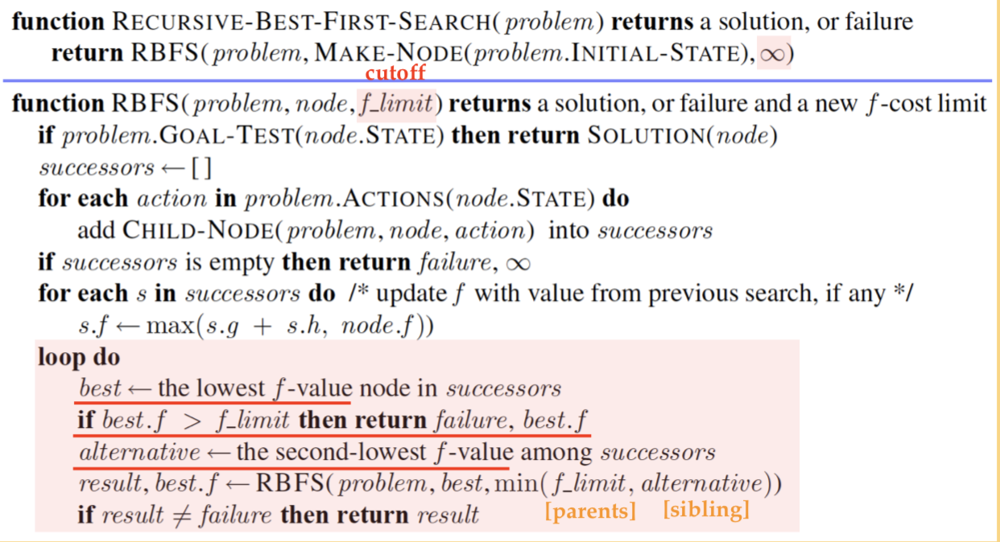 function RECURSIVE-BEST-FIRST-SEARCH(problem) returns a solution, or failure
return RBFS(problem, MAKE-NODE(problem.INITIAL-STATE), ∞)
cutoff
function RBFS(problem, node, f_limit) returns a solution, or failure and a new f-cost limit
if problem.GOAL-TEST(node.STATE) then return SOLUTION(node)
successors ← [ ]
for each action in problem.ACTIONS(node.STATE) do
add CHILD-NODE(problem, node, action) into successors
if successors is empty then return failure, ∞
for each s in successors do /* update f with value from previous search, if any */
s.f ← max(s.g + s.h, node.f))
loop do
best ← the lowest f-value node in successors
if best.f > f_limit then return failure, best.f
alternative ← the second-lowest f-value among successors
result, best.f ← RBFS(problem, best, min(f_limit, alternative))
if result ≠ failure then return result [parents] [sibling]